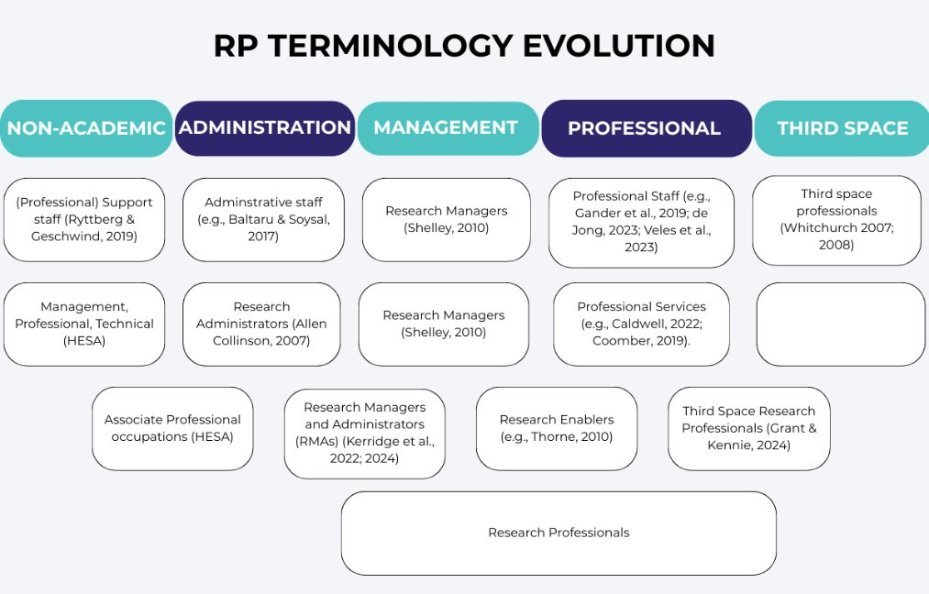 RP TERMINOLOGY EVOLUTION
NON-ACADEMIC
ADMINISTRATION
MANAGEMENT
PROFESSIONAL
THIRD SPACE
(Professional) Support
staff (Ryttberg &
Geschwind, 2019)
Adminstrative staff
(e.g., Baltaru & Soysal,
2017)
Research Managers
(Shelley, 2010)
Professional Staff (e.g.,
Gander et al., 2019; de
Jong, 2023; Veles et al.,
2023)
Third space
professionals
(Whitchurch 2007;
2008)
Management,
Professional, Technical
(HESA)
Research
Administrators (Allen
Collinson, 2007)
Research Managers
(Shelley, 2010)
Professional Services
(e.g., Caldwell, 2022;
Coomber, 2019).
Associate Professional
occupations (HESA)
Research Managers
and Administrators
(RMAs) (Kerridge et al.,
2022; 2024)
Research Enablers
(e.g., Thorne, 2010)
Third Space Research
Professionals (Grant &
Kennie, 2024)
Research Professionals